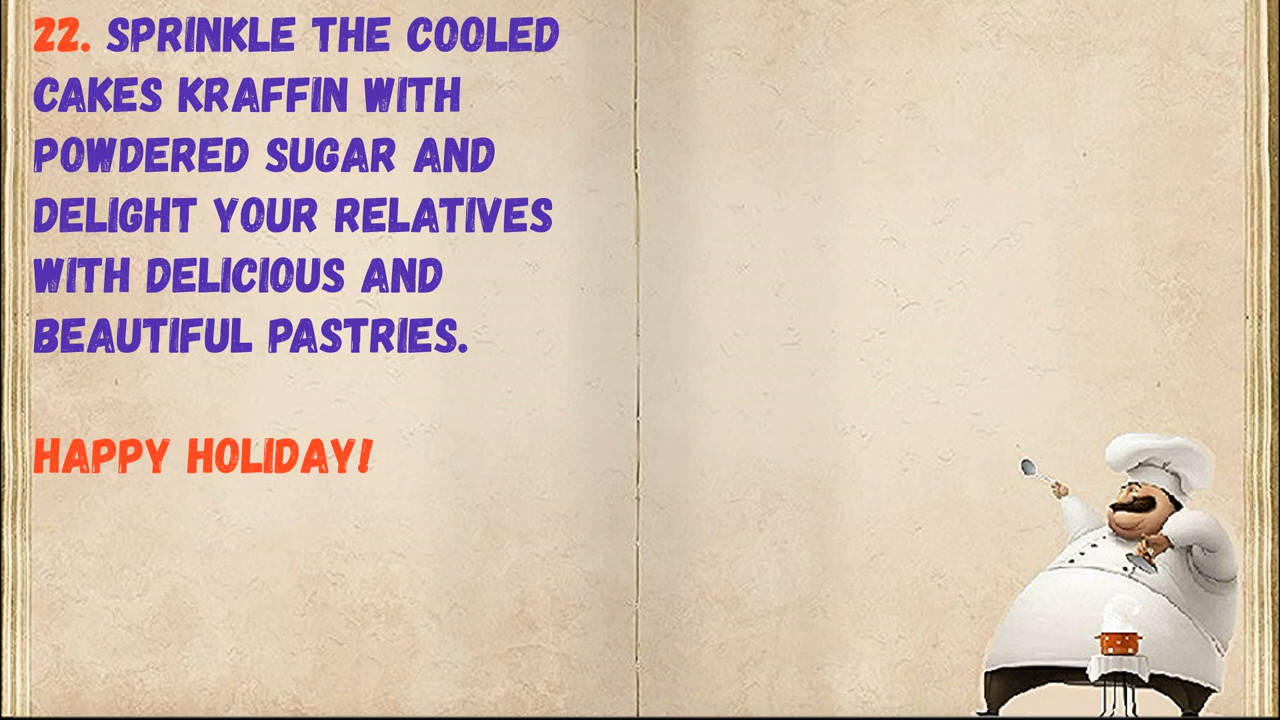 22. SPRINKLE THE COOLED
CAKES KRAFFIN WITH
POWDERED SUGAR AND
DELIGHT YOUR RELATIVES
WITH DELICIOUS AND
BEAUTIFUL PASTRIES.
HAPPY HOLIDAY!